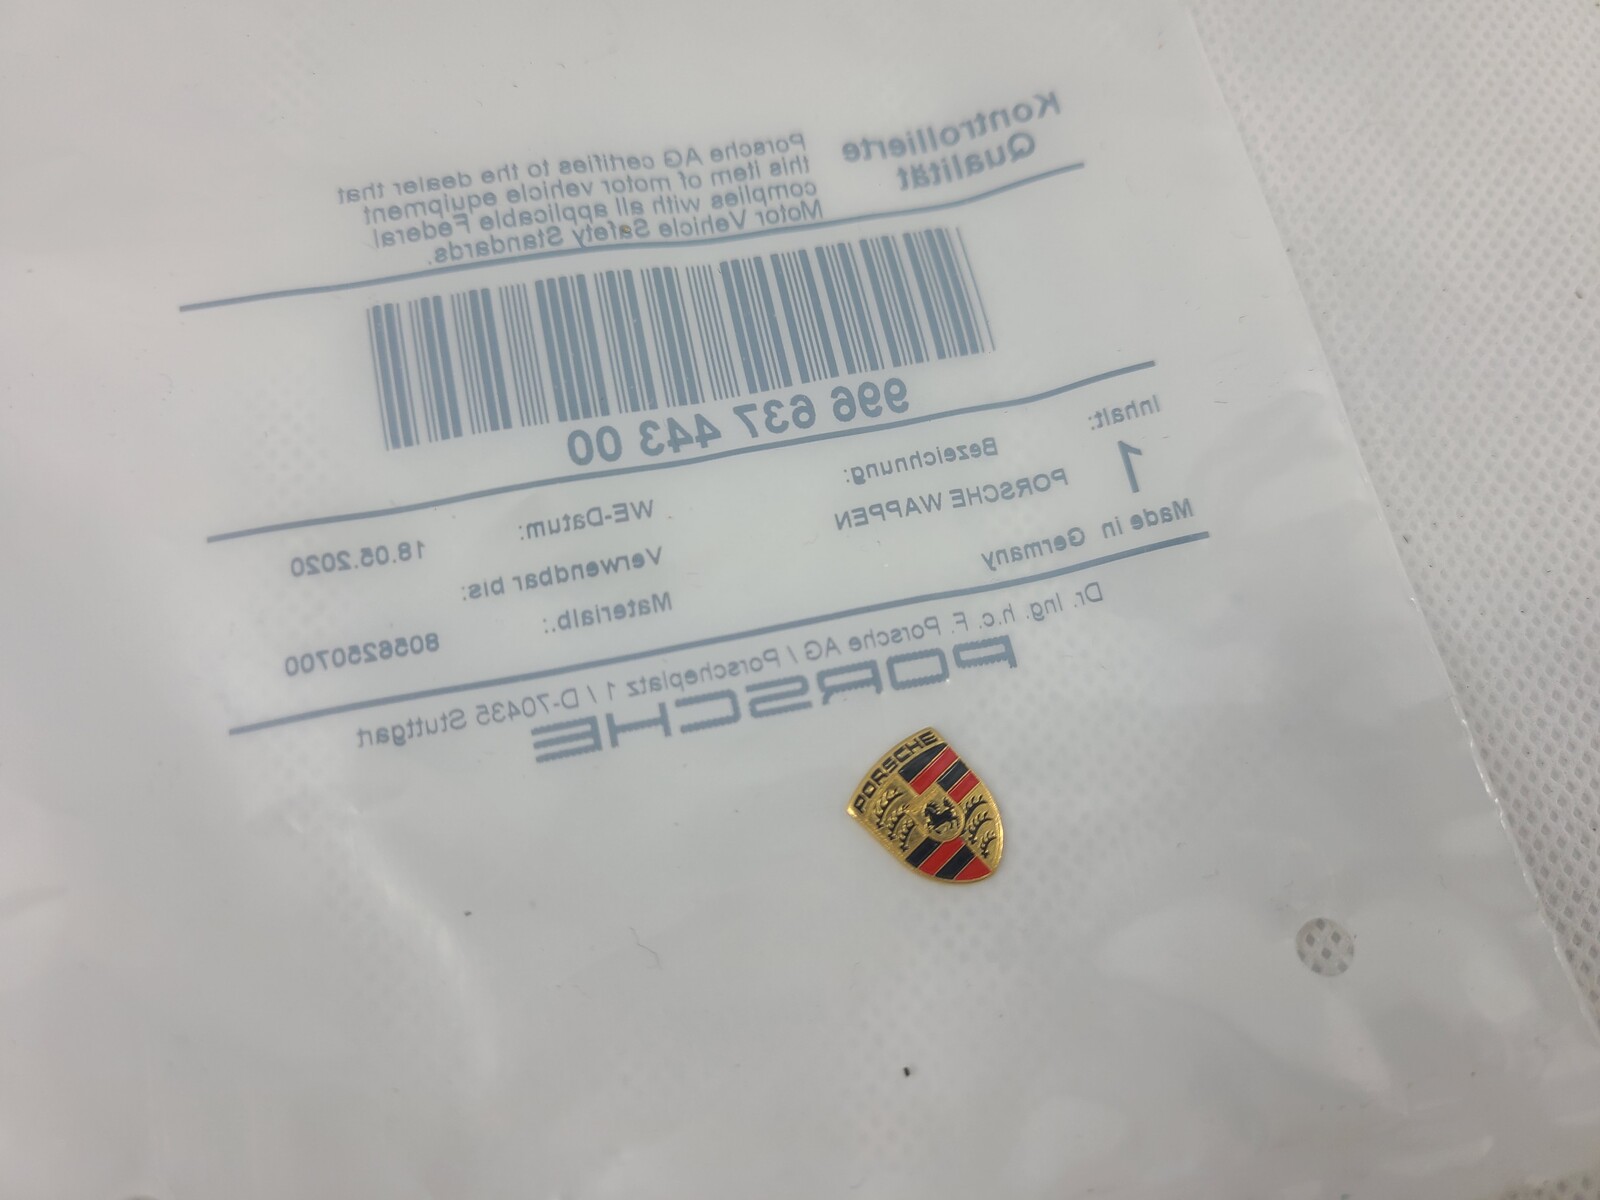 Kontrollierte
Qualität
Porsche AG certifies to the dealer that
this item of motor vehicle equipment
complies with all applicable Federal
Motor Vehicle Safety Standards.
996 637 443 00
Inhalt:
1
Bezeichnung:
PORSCHE WAPPEN
Made in Germany
WE-Datum:
18.05.2020
Verwendbar bis:
Materialb.:
8056250700
Dr. Ing. h.c. F. Porsche AG / Porscheplatz 1 / D-70435 Stuttgart
PORSCHE
PORSCHE